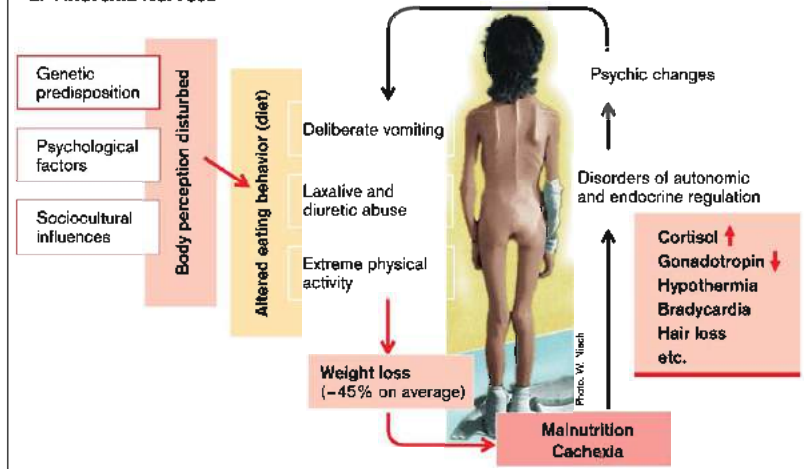 Genetic
predisposition
Psychological
factors
Sociocultural
influences
Body perception disturbed
Altered eating behavior (diet)
Deliberate vomiting
Laxalive and
diuretic abuse
Extreme physical
activity
Weight loss
(–45% on average)
Malnutrition
Cachexia
Psychic changes
Disorders of autonomic
and endocrine regulation
Cortisol
Gonadotropin
Hypothermia
Bradycardia
Hair loss
etc.
Photo. W.